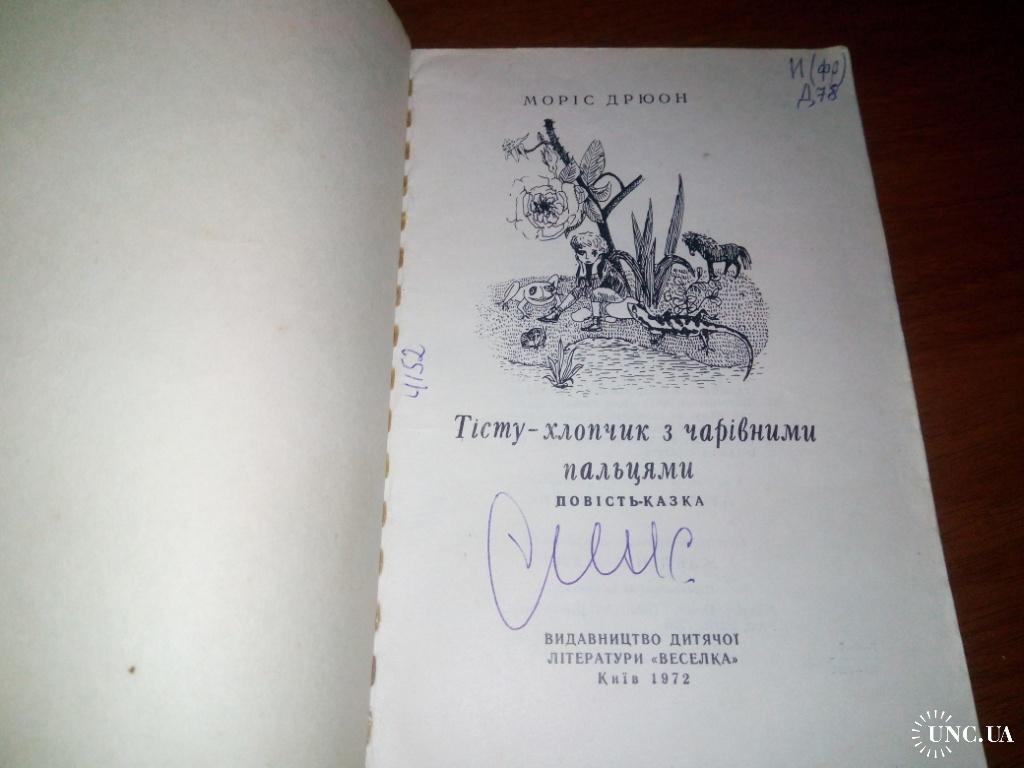 И (фр)
Д78
МОРІС ДРЮОН
4152
Тісту-хлопчик з чарівними
пальцями
ПОВІСТЬ-КАЗКА
ВИДАВНИЦТВО ДИТЯЧОЇ
ЛІТЕРАТУРИ «ВЕСЕЛКА»
Київ 1972
UNC.UA